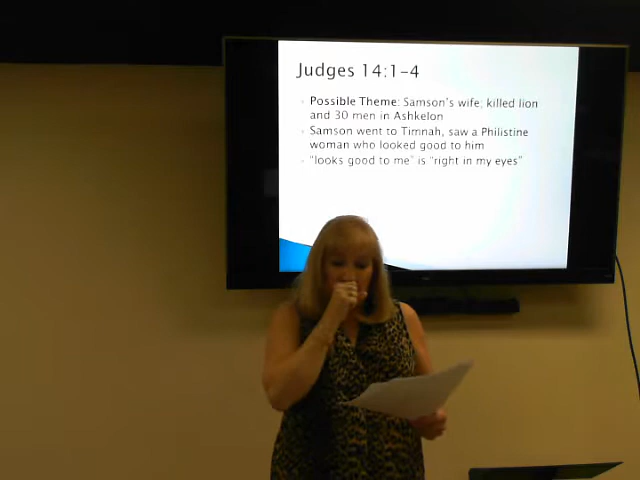 Judges 14:1-4
Possible Theme: Samson's wife; killed lion
and 30 men in Ashkelon
Samson went to Timnah, saw a Philistine
woman who looked good to him
"looks good to me" is "right in my eyes"